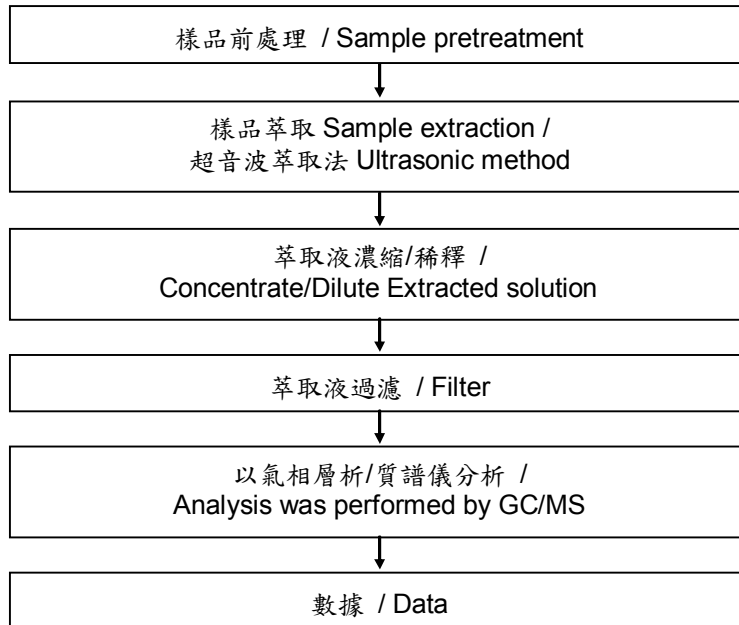 樣品前處理 / Sample pretreatment
樣品萃取 Sample extraction /
超音波萃取法 Ultrasonic method
萃取液濃縮/稀釋 /
Concentrate/Dilute Extracted solution
萃取液過濾 / Filter
以氣相層析/質譜儀分析 /
Analysis was performed by GC/MS
數據 / Data